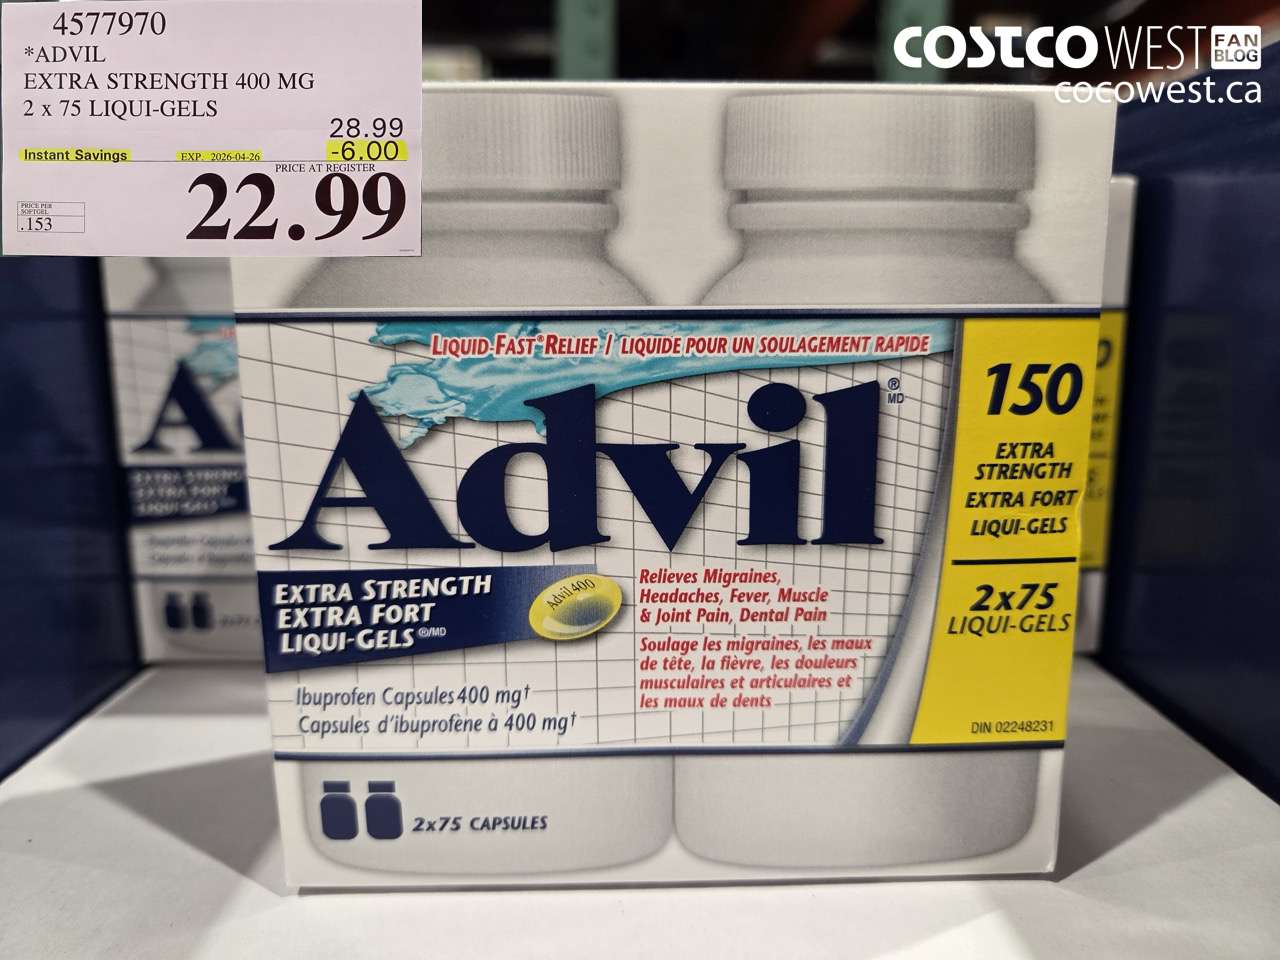 4577970
*ADVIL
EXTRA STRENGTH 400 MG
2 x 75 LIQUI-GELS
28.99
Instant Savings EXP. 2026-04-26 -6.00
PRICE AT REGISTER
22.99
PRICE PER
SOFTGEL
.153
COSTCO WEST FAN BLOG
cocowest.ca
LIQUID-FAST® RELIEF / LIQUIDE POUR UN SOULAGEMENT RAPIDE
Advil ®
MD
150
EXTRA
STRENGTH
EXTRA FORT
LIQUI-GELS
2x75
LIQUI-GELS
EXTRA STRENGTH
EXTRA FORT
LIQUI-GELS ®/MD
Advil 400
Relieves Migraines,
Headaches, Fever, Muscle
& Joint Pain, Dental Pain
Soulage les migraines, les maux
de tête, la fièvre, les douleurs
musculaires et articulaires et
les maux de dents
Ibuprofen Capsules 400 mg†
Capsules d'ibuprofène à 400 mg†
DIN 02248231
2x75 CAPSULES